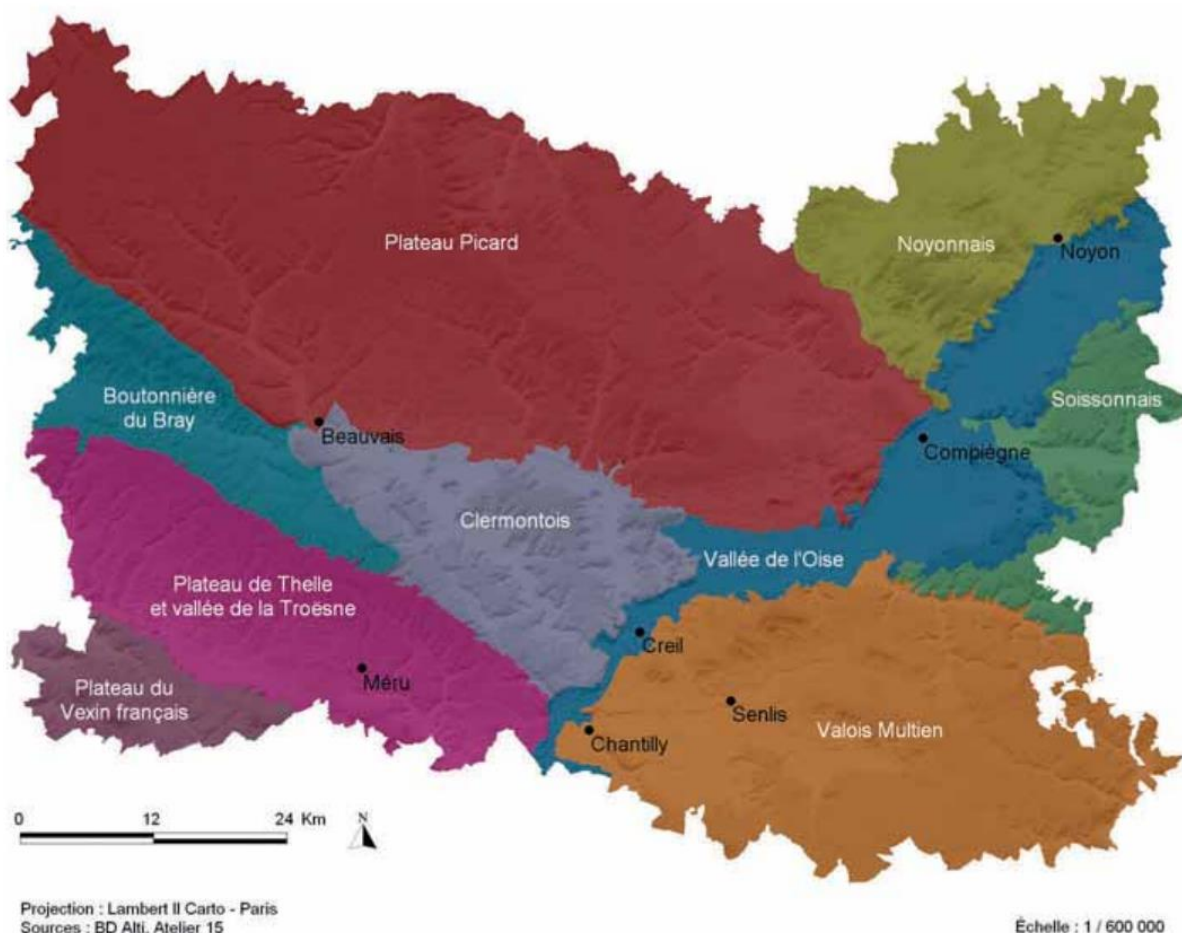 Plateau Picard
Noyonnais
Noyon
Boutonnière
du Bray
Soissonnais
Beauvais
Compiègne
Clermontois
Vallée de l'Oise
Plateau de Thelle
et vallée de la Troësne
Creil
Méru
Plateau du
Vexin français
Senlis
Valois Multien
Chantilly
0 12 24 Km
N
Projection : Lambert II Carto - Paris
Sources : BD Alti, Atelier 15
Échelle : 1 / 600 000